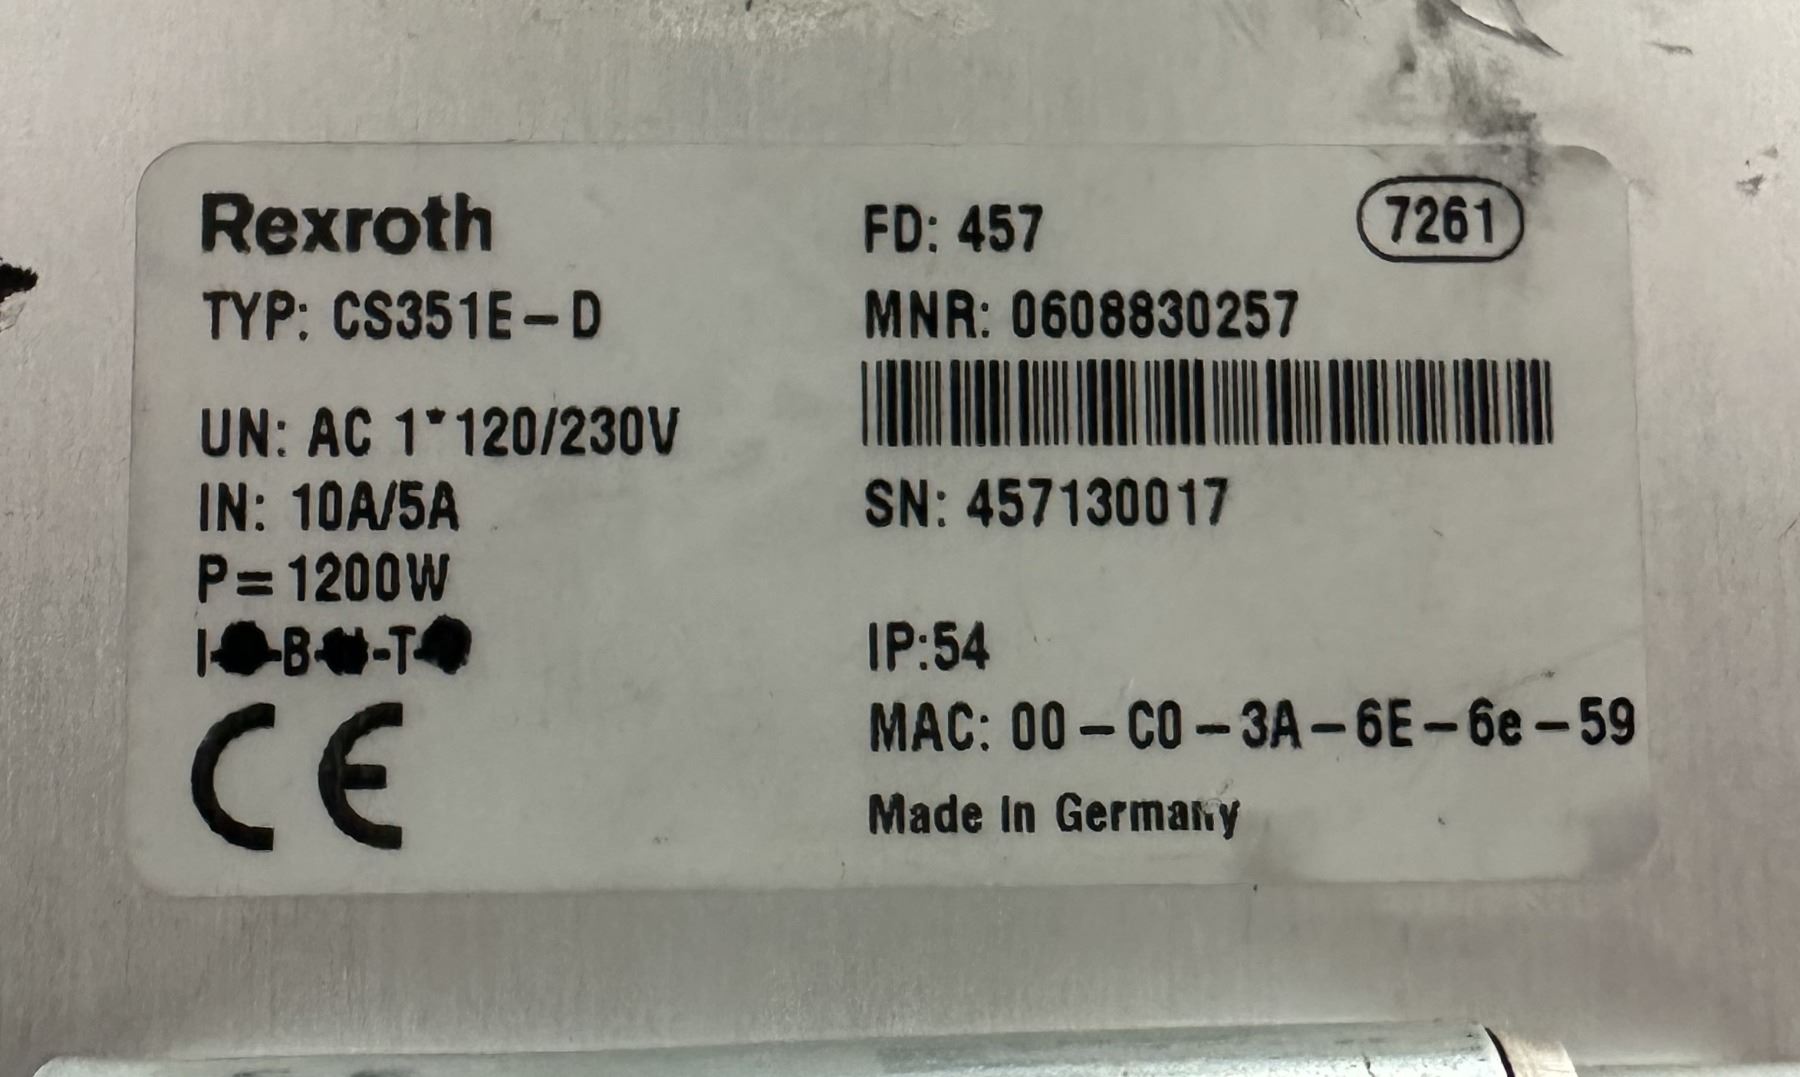 Rexroth
TYP: CS351E-D
UN: AC 1*120/230V
IN: 10A/5A
P=1200W
CE
FD: 457
7261
MNR: 0608830257
SN: 457130017
IP:54
MAC: 00-C0-3A-6E-6e-59
Made In Germany